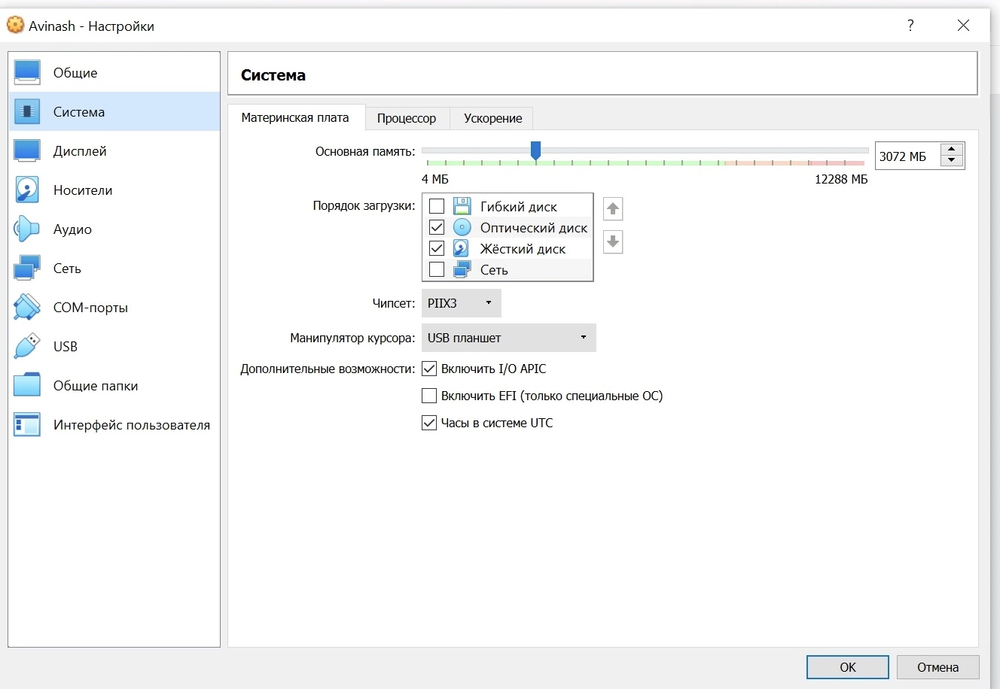 Avinash - Настройки
?
Общие
Система
Дисплей
Носители
Аудио
Сеть
COM-порты
USB
Общие папки
Интерфейс пользователя
Система
Материнская плата Процессор Ускорение
Основная память: 3072 МБ
4 МБ 12288 МБ
Порядок загрузки: Гибкий диск
Оптический диск
Жёсткий диск
Сеть
Чипсет: PIIX3
Манипулятор курсора: USB планшет
Дополнительные возможности: Включить I/O APIC
Включить EFI (только специальные ОС)
Часы в системе UTC
OK Отмена